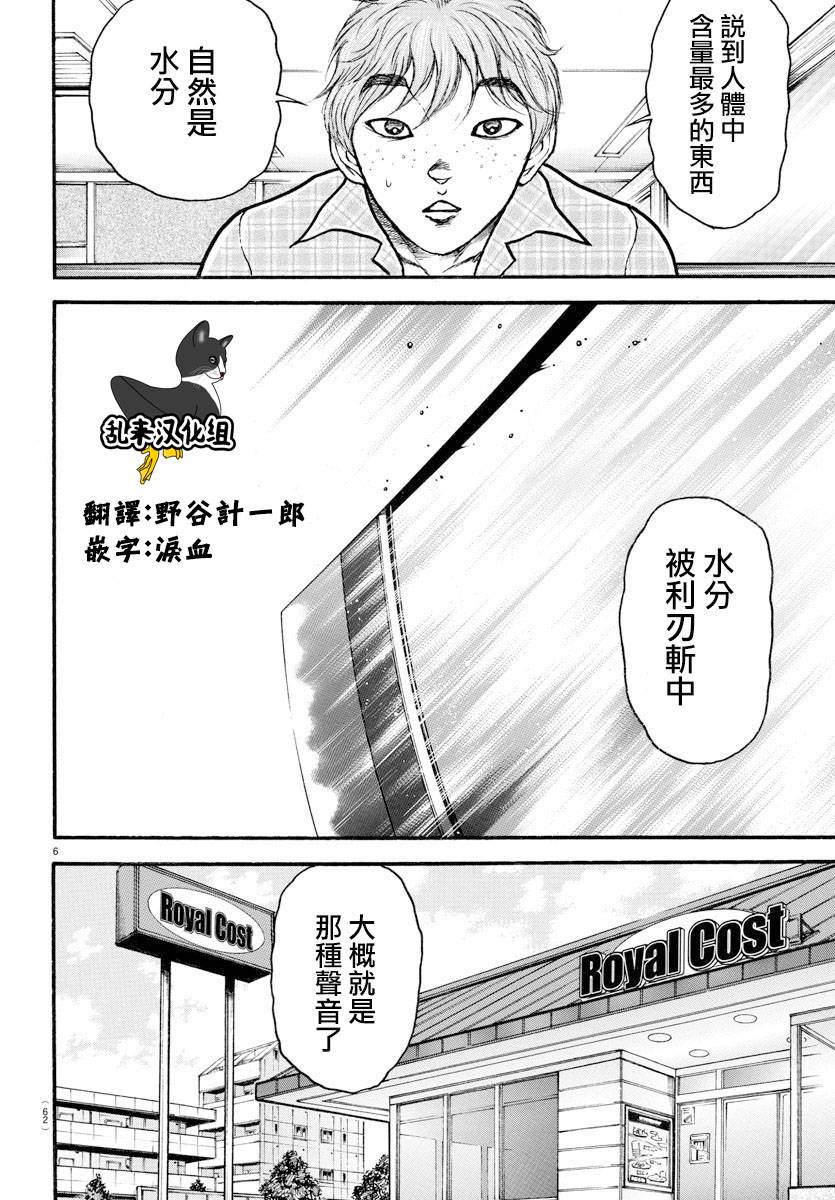 說到人體中
含量最多的東西
自然是
水分
乱来汉化组
翻譯:野谷計一郎
嵌字:淚血
水分
被利刃斬中
6
Royal Cost
大概就是
那種聲音了
Royal Cost
62